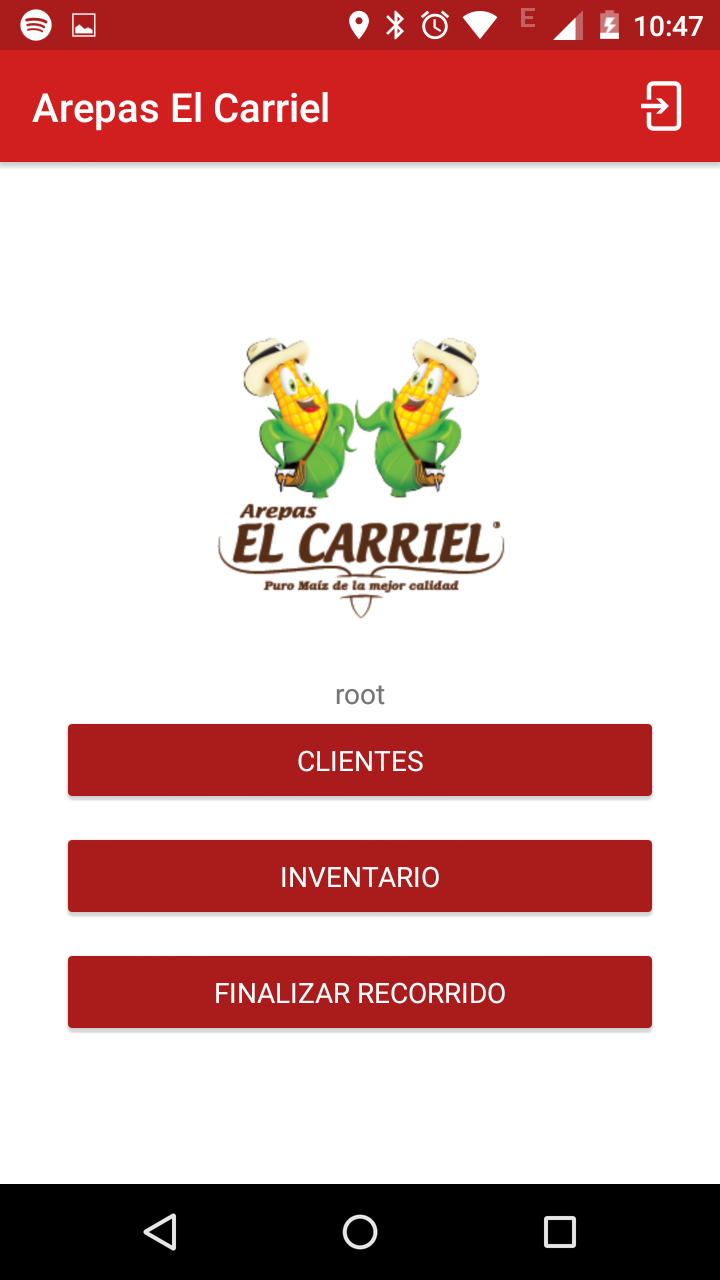 E
10:47
Arepas El Carriel
Arepas
EL CARRIEL
Puro Maíz de la mejor calidad
root
CLIENTES
INVENTARIO
FINALIZAR RECORRIDO